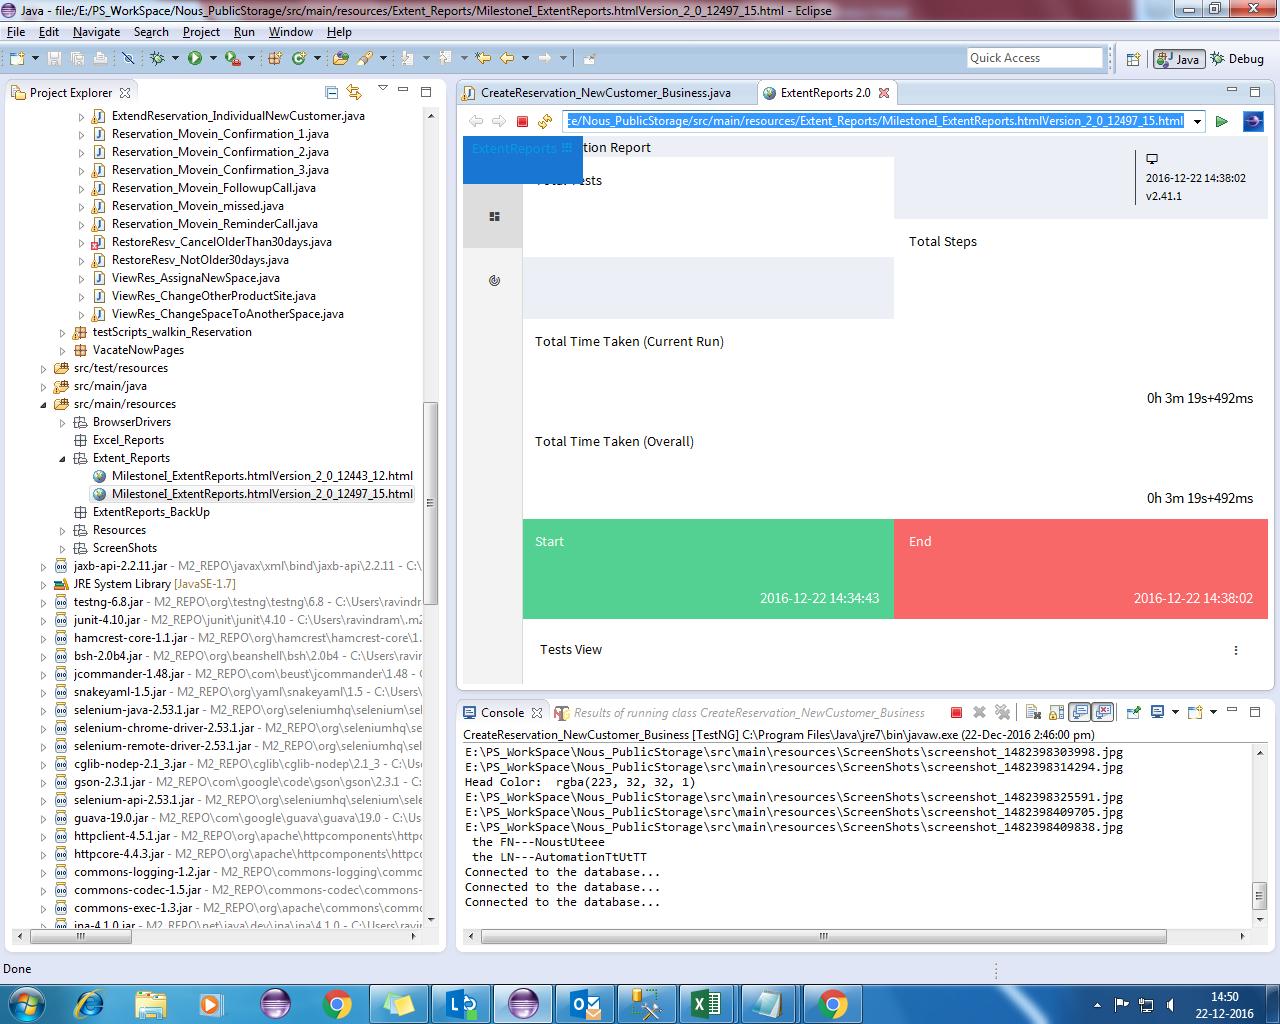 Java - file:/E:/PS_WorkSpace/Nous_PublicStorage/src/main/resources/Extent_Reports/MilestoneI_ExtentReports.htmlVersion_2_0_12497_15.html - Eclipse
File Edit Navigate Search Project Run Window Help
Quick Access
Java
Debug
Project Explorer
ExtendReservation_IndividualNewCustomer.java
Reservation_Movein_Confirmation_1.java
Reservation_Movein_Confirmation_2.java
Reservation_Movein_Confirmation_3.java
Reservation_Movein_FollowupCall.java
Reservation_Movein_missed.java
Reservation_Movein_ReminderCall.java
RestoreResv_CancelOlderThan30days.java
RestoreResv_NotOlder30days.java
ViewRes_AssignaNewSpace.java
ViewRes_ChangeOtherProductSite.java
ViewRes_ChangeSpaceToAnotherSpace.java
testScripts_walkin_Reservation
VacateNowPages
src/test/resources
src/main/java
src/main/resources
BrowserDrivers
Excel_Reports
Extent_Reports
MilestoneI_ExtentReports.htmlVersion_2_0_12443_12.html
MilestoneI_ExtentReports.htmlVersion_2_0_12497_15.html
ExtentReports_BackUp
Resources
ScreenShots
jaxb-api-2.2.11.jar - M2_REPO\javax\xml\bind\jaxb-api\2.2.11 - C:\
JRE System Library [JavaSE-1.7]
testng-6.8.jar - M2_REPO\org\testng\testng\6.8 - C:\Users\ravindram\
junit-4.10.jar - M2_REPO\junit\junit\4.10 - C:\Users\ravindram\.m2
hamcrest-core-1.1.jar - M2_REPO\org\hamcrest\hamcrest-core\1.
bsh-2.0b4.jar - M2_REPO\org\beanshell\bsh\2.0b4 - C:\Users\ravin
jcommander-1.48.jar - M2_REPO\com\beust\jcommander\1.48 - C:
snakeyaml-1.5.jar - M2_REPO\org\yaml\snakeyaml\1.5 - C:\Users\
selenium-java-2.53.1.jar - M2_REPO\org\seleniumhq\selenium\sel
selenium-chrome-driver-2.53.1.jar - M2_REPO\org\seleniumhq\se
selenium-remote-driver-2.53.1.jar - M2_REPO\org\seleniumhq\sel
cglib-nodep-2.1_3.jar - M2_REPO\cglib\cglib-nodep\2.1_3 - C:\Us
gson-2.3.1.jar - M2_REPO\com\google\code\gson\gson\2.3.1 - C:\
selenium-api-2.53.1.jar - M2_REPO\org\seleniumhq\selenium\sele
guava-19.0.jar - M2_REPO\com\google\guava\guava\19.0 - C:\Use
httpclient-4.5.1.jar - M2_REPO\org\apache\httpcomponents\httpc
httpcore-4.4.3.jar - M2_REPO\org\apache\httpcomponents\httpco
commons-logging-1.2.jar - M2_REPO\commons-logging\commo
commons-codec-1.5.jar - M2_REPO\commons-codec\commons-
commons-exec-1.3.jar - M2_REPO\org\apache\commons\commo
jna-4.1.0.jar - M2_REPO\net\java\dev\jna\jna\4.1.0 - C:\Users\ravin
CreateReservation_NewCustomer_Business.java
ExtentReports 2.0
ce/Nous_PublicStorage/src/main/resources/Extent_Reports/MilestoneI_ExtentReports.htmlVersion_2_0_12497_15.html
ExtentReports
tion Report
Total Tests
2016-12-22 14:38:02
v2.41.1
Total Steps
Total Time Taken (Current Run)
0h 3m 19s+492ms
Total Time Taken (Overall)
0h 3m 19s+492ms
Start
End
2016-12-22 14:34:43
2016-12-22 14:38:02
Tests View
Console
Results of running class CreateReservation_NewCustomer_Business
CreateReservation_NewCustomer_Business [TestNG] C:\Program Files\Java\jre7\bin\javaw.exe (22-Dec-2016 2:46:00 pm)
E:\PS_WorkSpace\Nous_PublicStorage\src\main\resources\ScreenShots\screenshot_1482398303998.jpg
E:\PS_WorkSpace\Nous_PublicStorage\src\main\resources\ScreenShots\screenshot_1482398314294.jpg
Head Color: rgba(223, 32, 32, 1)
E:\PS_WorkSpace\Nous_PublicStorage\src\main\resources\ScreenShots\screenshot_1482398325591.jpg
E:\PS_WorkSpace\Nous_PublicStorage\src\main\resources\ScreenShots\screenshot_1482398409705.jpg
E:\PS_WorkSpace\Nous_PublicStorage\src\main\resources\ScreenShots\screenshot_1482398409838.jpg
the FN---NoustUteee
the LN---AutomationTtUtTT
Connected to the database...
Connected to the database...
Connected to the database...
Done
14:50
22-12-2016